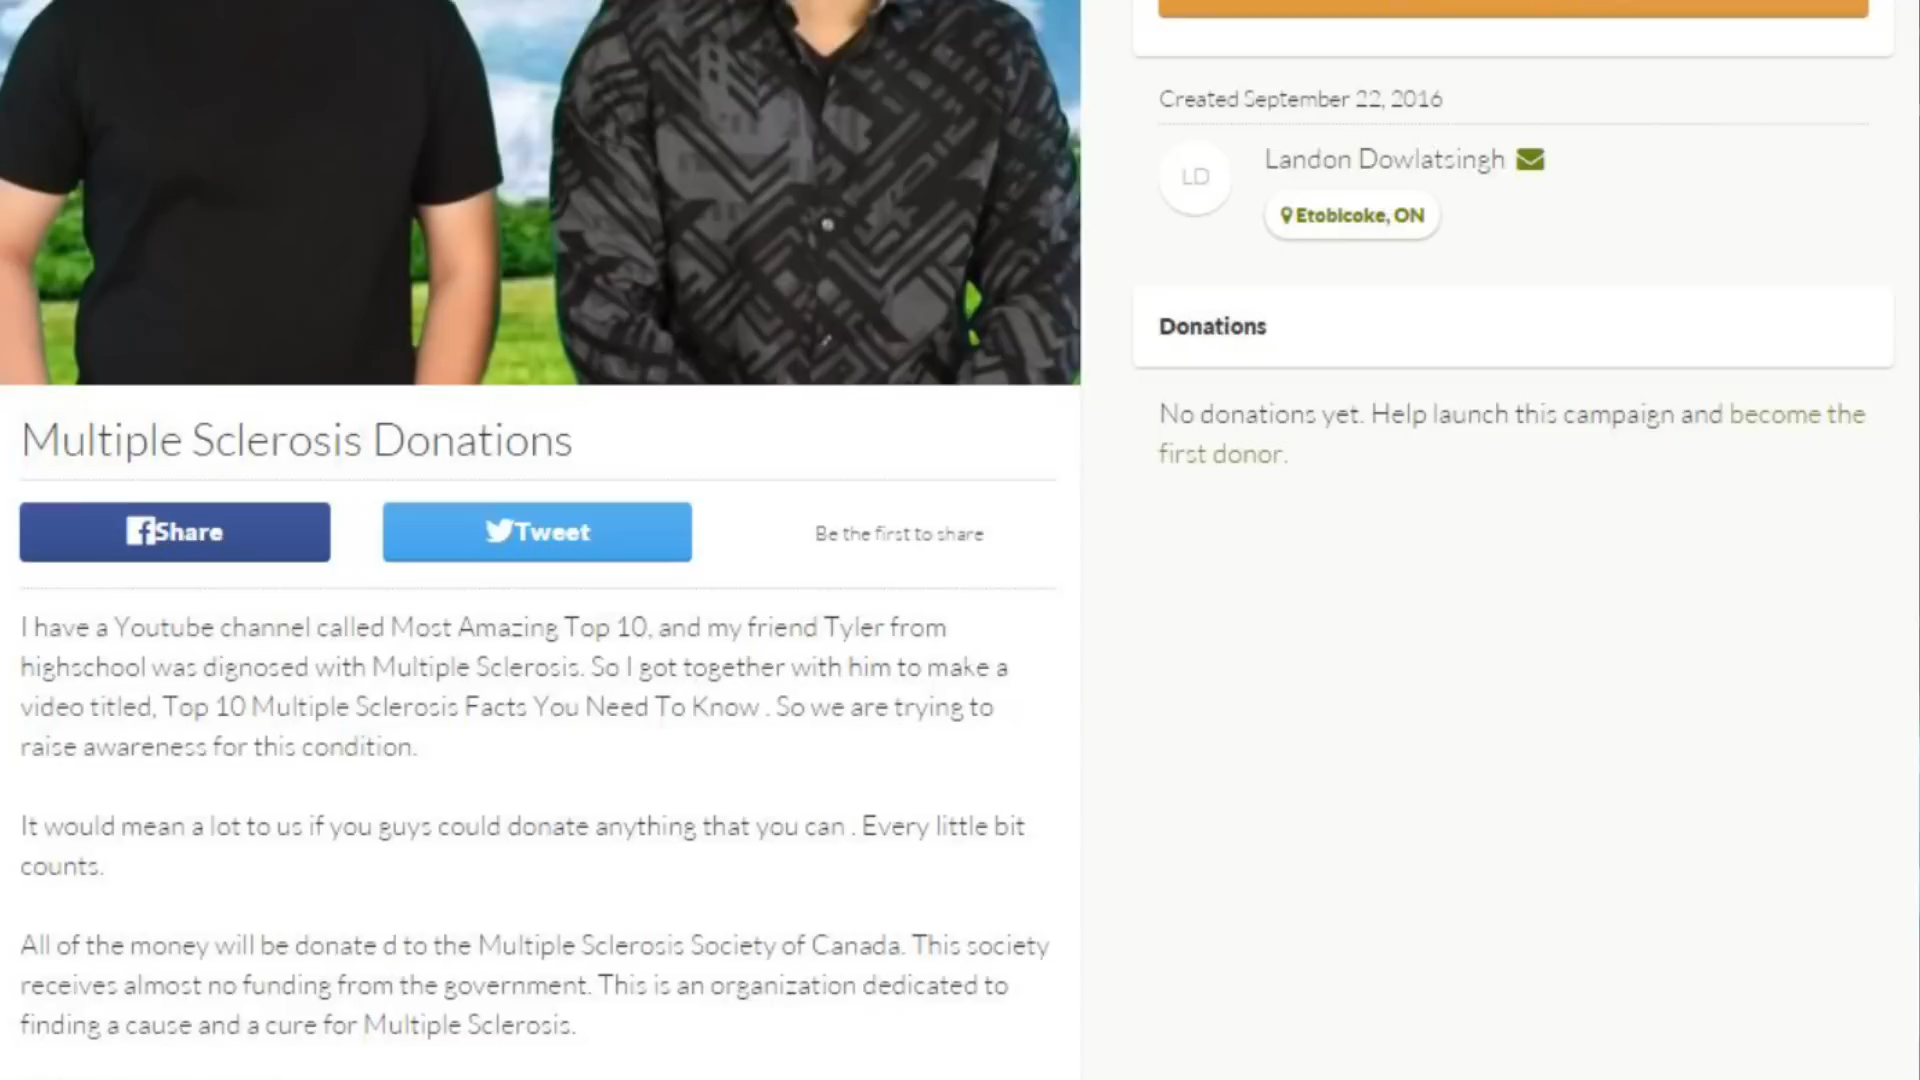 Created September 22, 2016
LD
Landon Dowlatsingh
Etobicoke, ON
Donations
No donations yet. Help launch this campaign and become the
first donor.
Multiple Sclerosis Donations
Share
Tweet
Be the first to share
I have a Youtube channel called Most Amazing Top 10, and my friend Tyler from
highschool was dignosed with Multiple Sclerosis. So I got together with him to make a
video titled, Top 10 Multiple Sclerosis Facts You Need To Know . So we are trying to
raise awareness for this condition.
It would mean a lot to us if you guys could donate anything that you can . Every little bit
counts.
All of the money will be donate d to the Multiple Sclerosis Society of Canada. This society
receives almost no funding from the government. This is an organization dedicated to
finding a cause and a cure for Multiple Sclerosis.